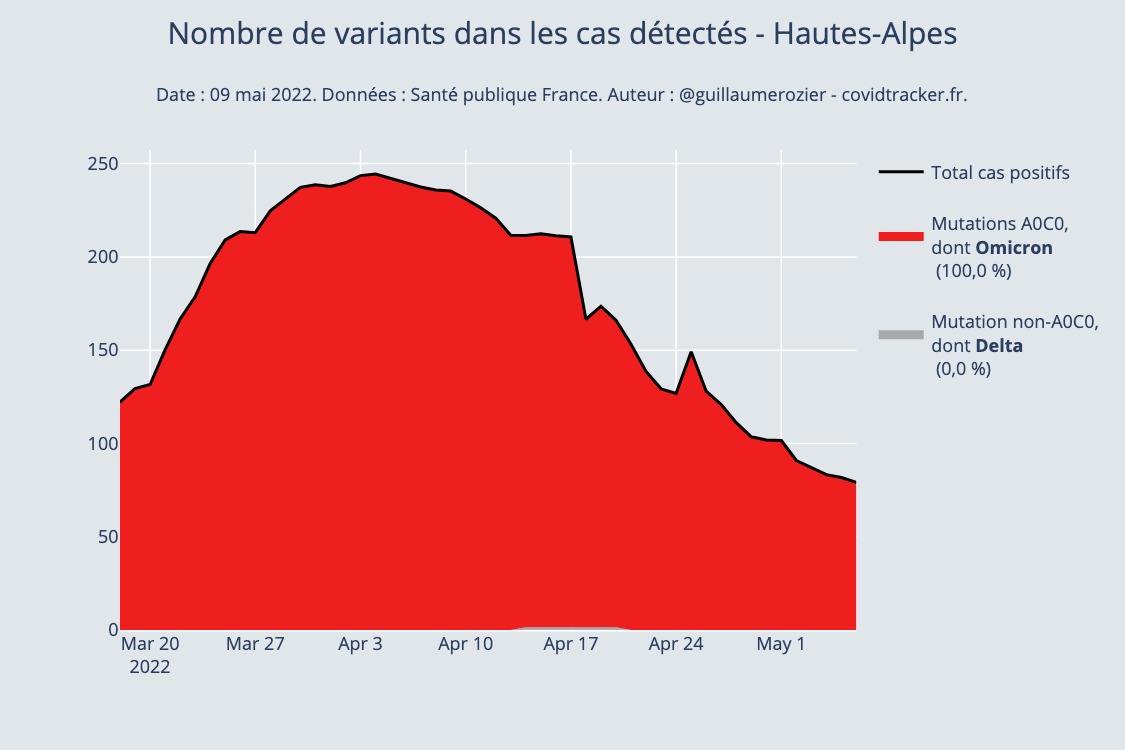 Nombre de variants dans les cas détectés - Hautes-Alpes
Date : 09 mai 2022. Données : Santé publique France. Auteur : @guillaumerozier - covidtracker.fr.
250
200
150
100
50
0
Mar 20
2022
Mar 27
Apr 3
Apr 10
Apr 17
Apr 24
May 1
Total cas positifs
Mutations A0C0,
dont Omicron
(100,0 %)
Mutation non-A0C0,
dont Delta
(0,0 %)